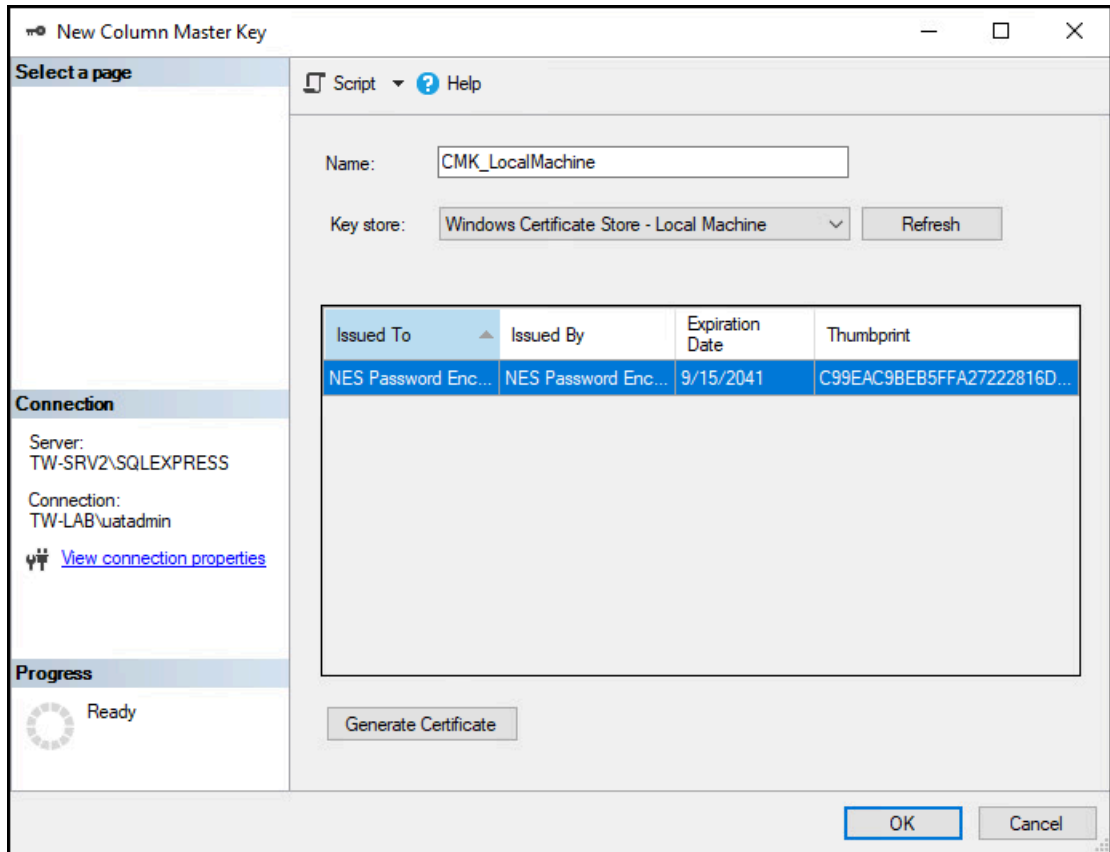 New Column Master Key
Select a page
Script Help
Name: CMK_LocalMachine
Key store: Windows Certificate Store - Local Machine Refresh
Issued To Issued By Expiration Date Thumbprint
NES Password Enc... NES Password Enc... 9/15/2041 C99EAC9BEB5FFA27222816D...
Generate Certificate
Connection
Server:
TW-SRV2\SQLEXPRESS
Connection:
TW-LAB\uatadmin
View connection properties
Progress
Ready
OK Cancel